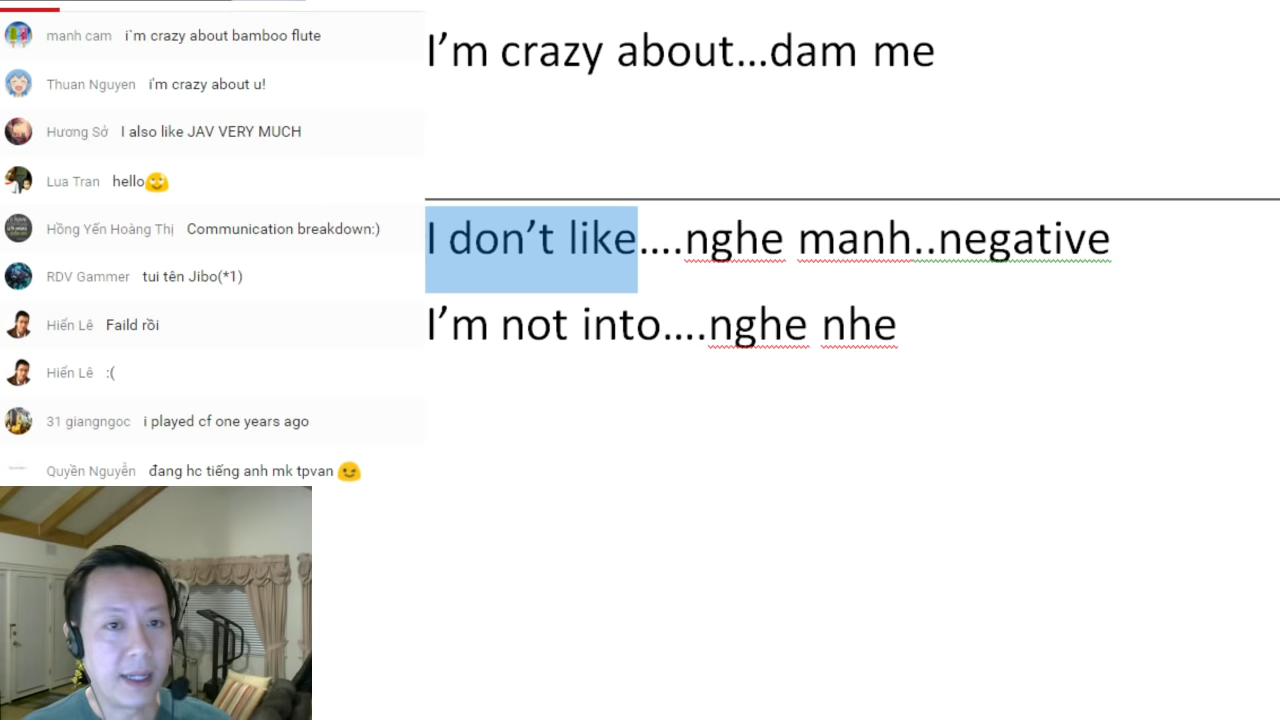 manh cam i`m crazy about bamboo flute
Thuan Nguyen i'm crazy about u!
Hương Sở I also like JAV VERY MUCH
Lua Tran hello
Hồng Yến Hoàng Thị Communication breakdown:)
RDV Gammer tui tên Jibo(*1)
Hiến Lê Faild rồi
Hiến Lê :(
31 giangngoc i played cf one years ago
Quyền Nguyễn đang hc tiếng anh mk tpvan
I’m crazy about...dam me
I don’t like....nghe manh..negative
I’m not into....nghe nhe